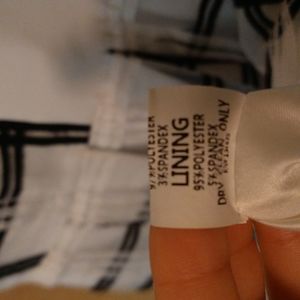 97%POLYESTER
3%SPANDEX
LINING
95%POLYESTER
5%SPANDEX
DRY CLEAN ONLY